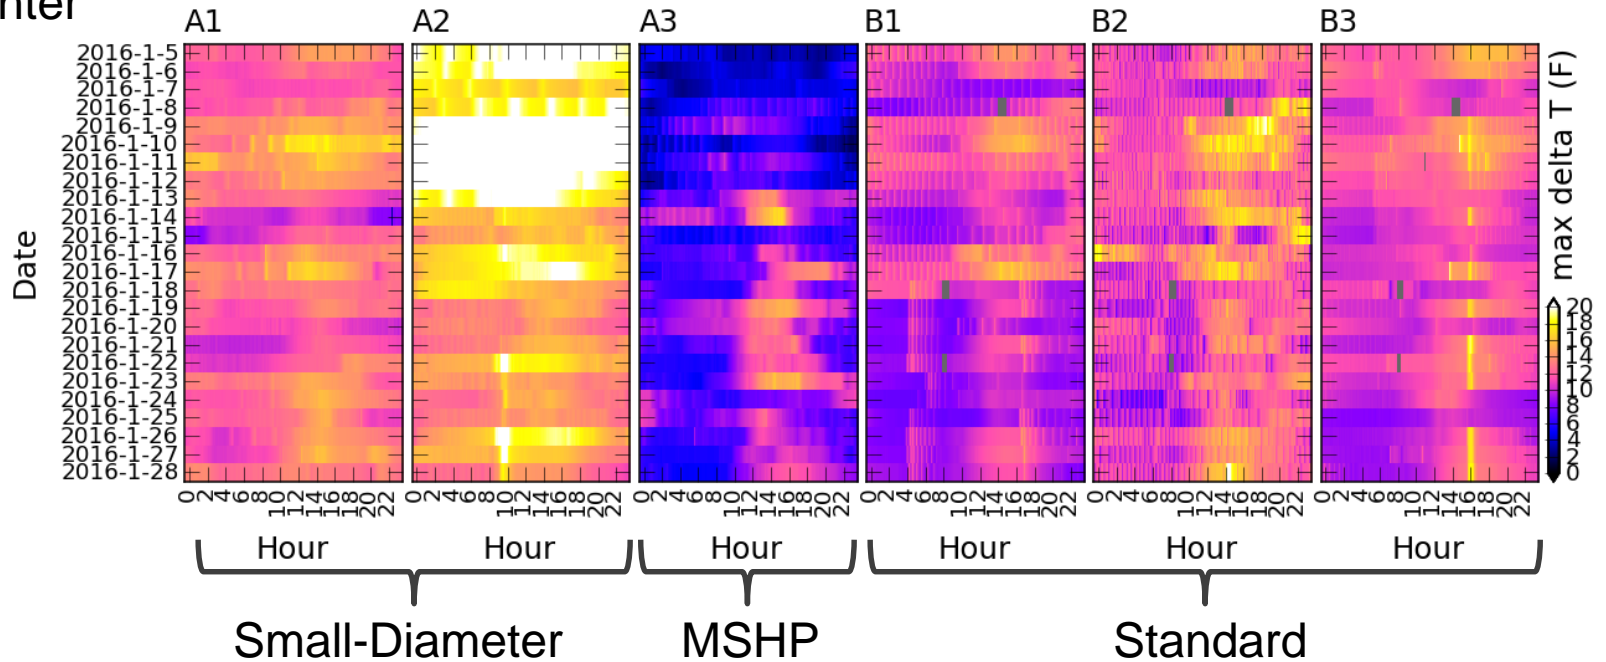 nter
A1 A2 A3 B1 B2 B3
2016-1-5
2016-1-6
2016-1-7
2016-1-8
2016-1-9
2016-1-10
2016-1-11
2016-1-12
2016-1-13
2016-1-14
2016-1-15
2016-1-16
2016-1-17
2016-1-18
2016-1-19
2016-1-20
2016-1-21
2016-1-22
2016-1-23
2016-1-24
2016-1-25
2016-1-26
2016-1-27
2016-1-28
Date
max delta T (F)
20
18
16
14
12
10
8
6
4
2
0
0 2 4 6 8 10 12 14 16 18 20 22
0 2 4 6 8 10 12 14 16 18 20 22
0 2 4 6 8 10 12 14 16 18 20 22
0 2 4 6 8 10 12 14 16 18 20 22
0 2 4 6 8 10 12 14 16 18 20 22
0 2 4 6 8 10 12 14 16 18 20 22
Hour Hour Hour Hour Hour Hour
Small-Diameter MSHP Standard